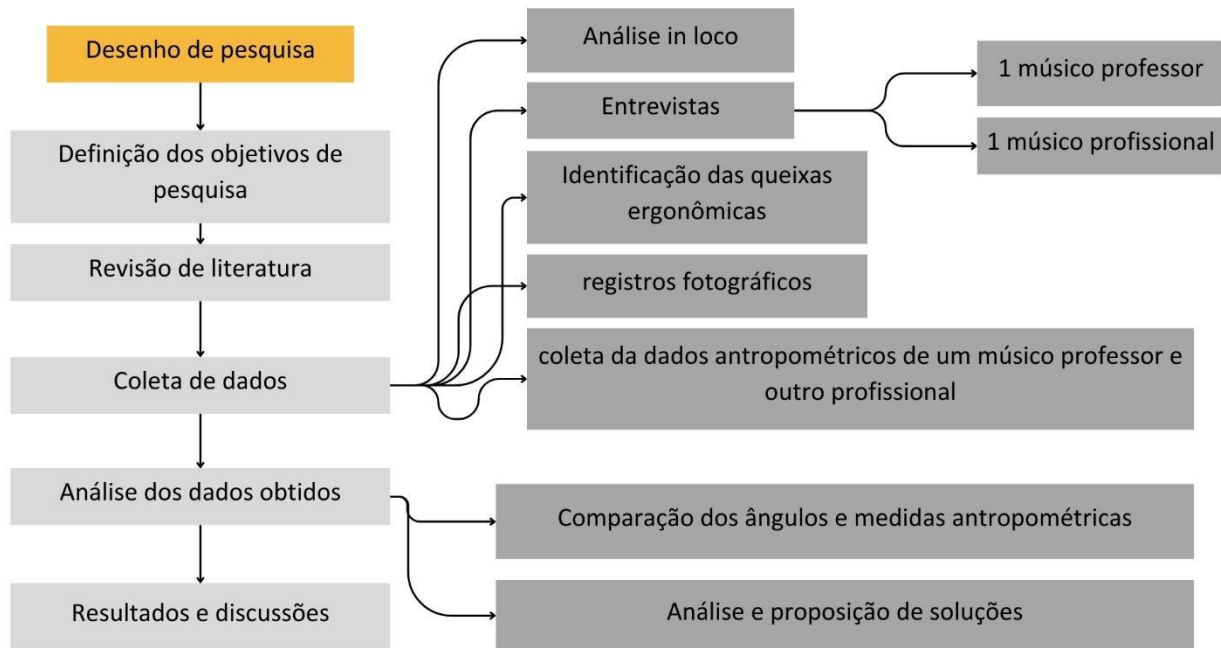 Desenho de pesquisa
Definição dos objetivos de
pesquisa
Revisão de literatura
Coleta de dados
Análise dos dados obtidos
Resultados e discussões
Análise in loco
Entrevistas
1 músico professor
1 músico profissional
Identificação das queixas
ergonômicas
registros fotográficos
coleta da dados antropométricos de um músico professor e
outro profissional
Comparação dos ângulos e medidas antropométricas
Análise e proposição de soluções